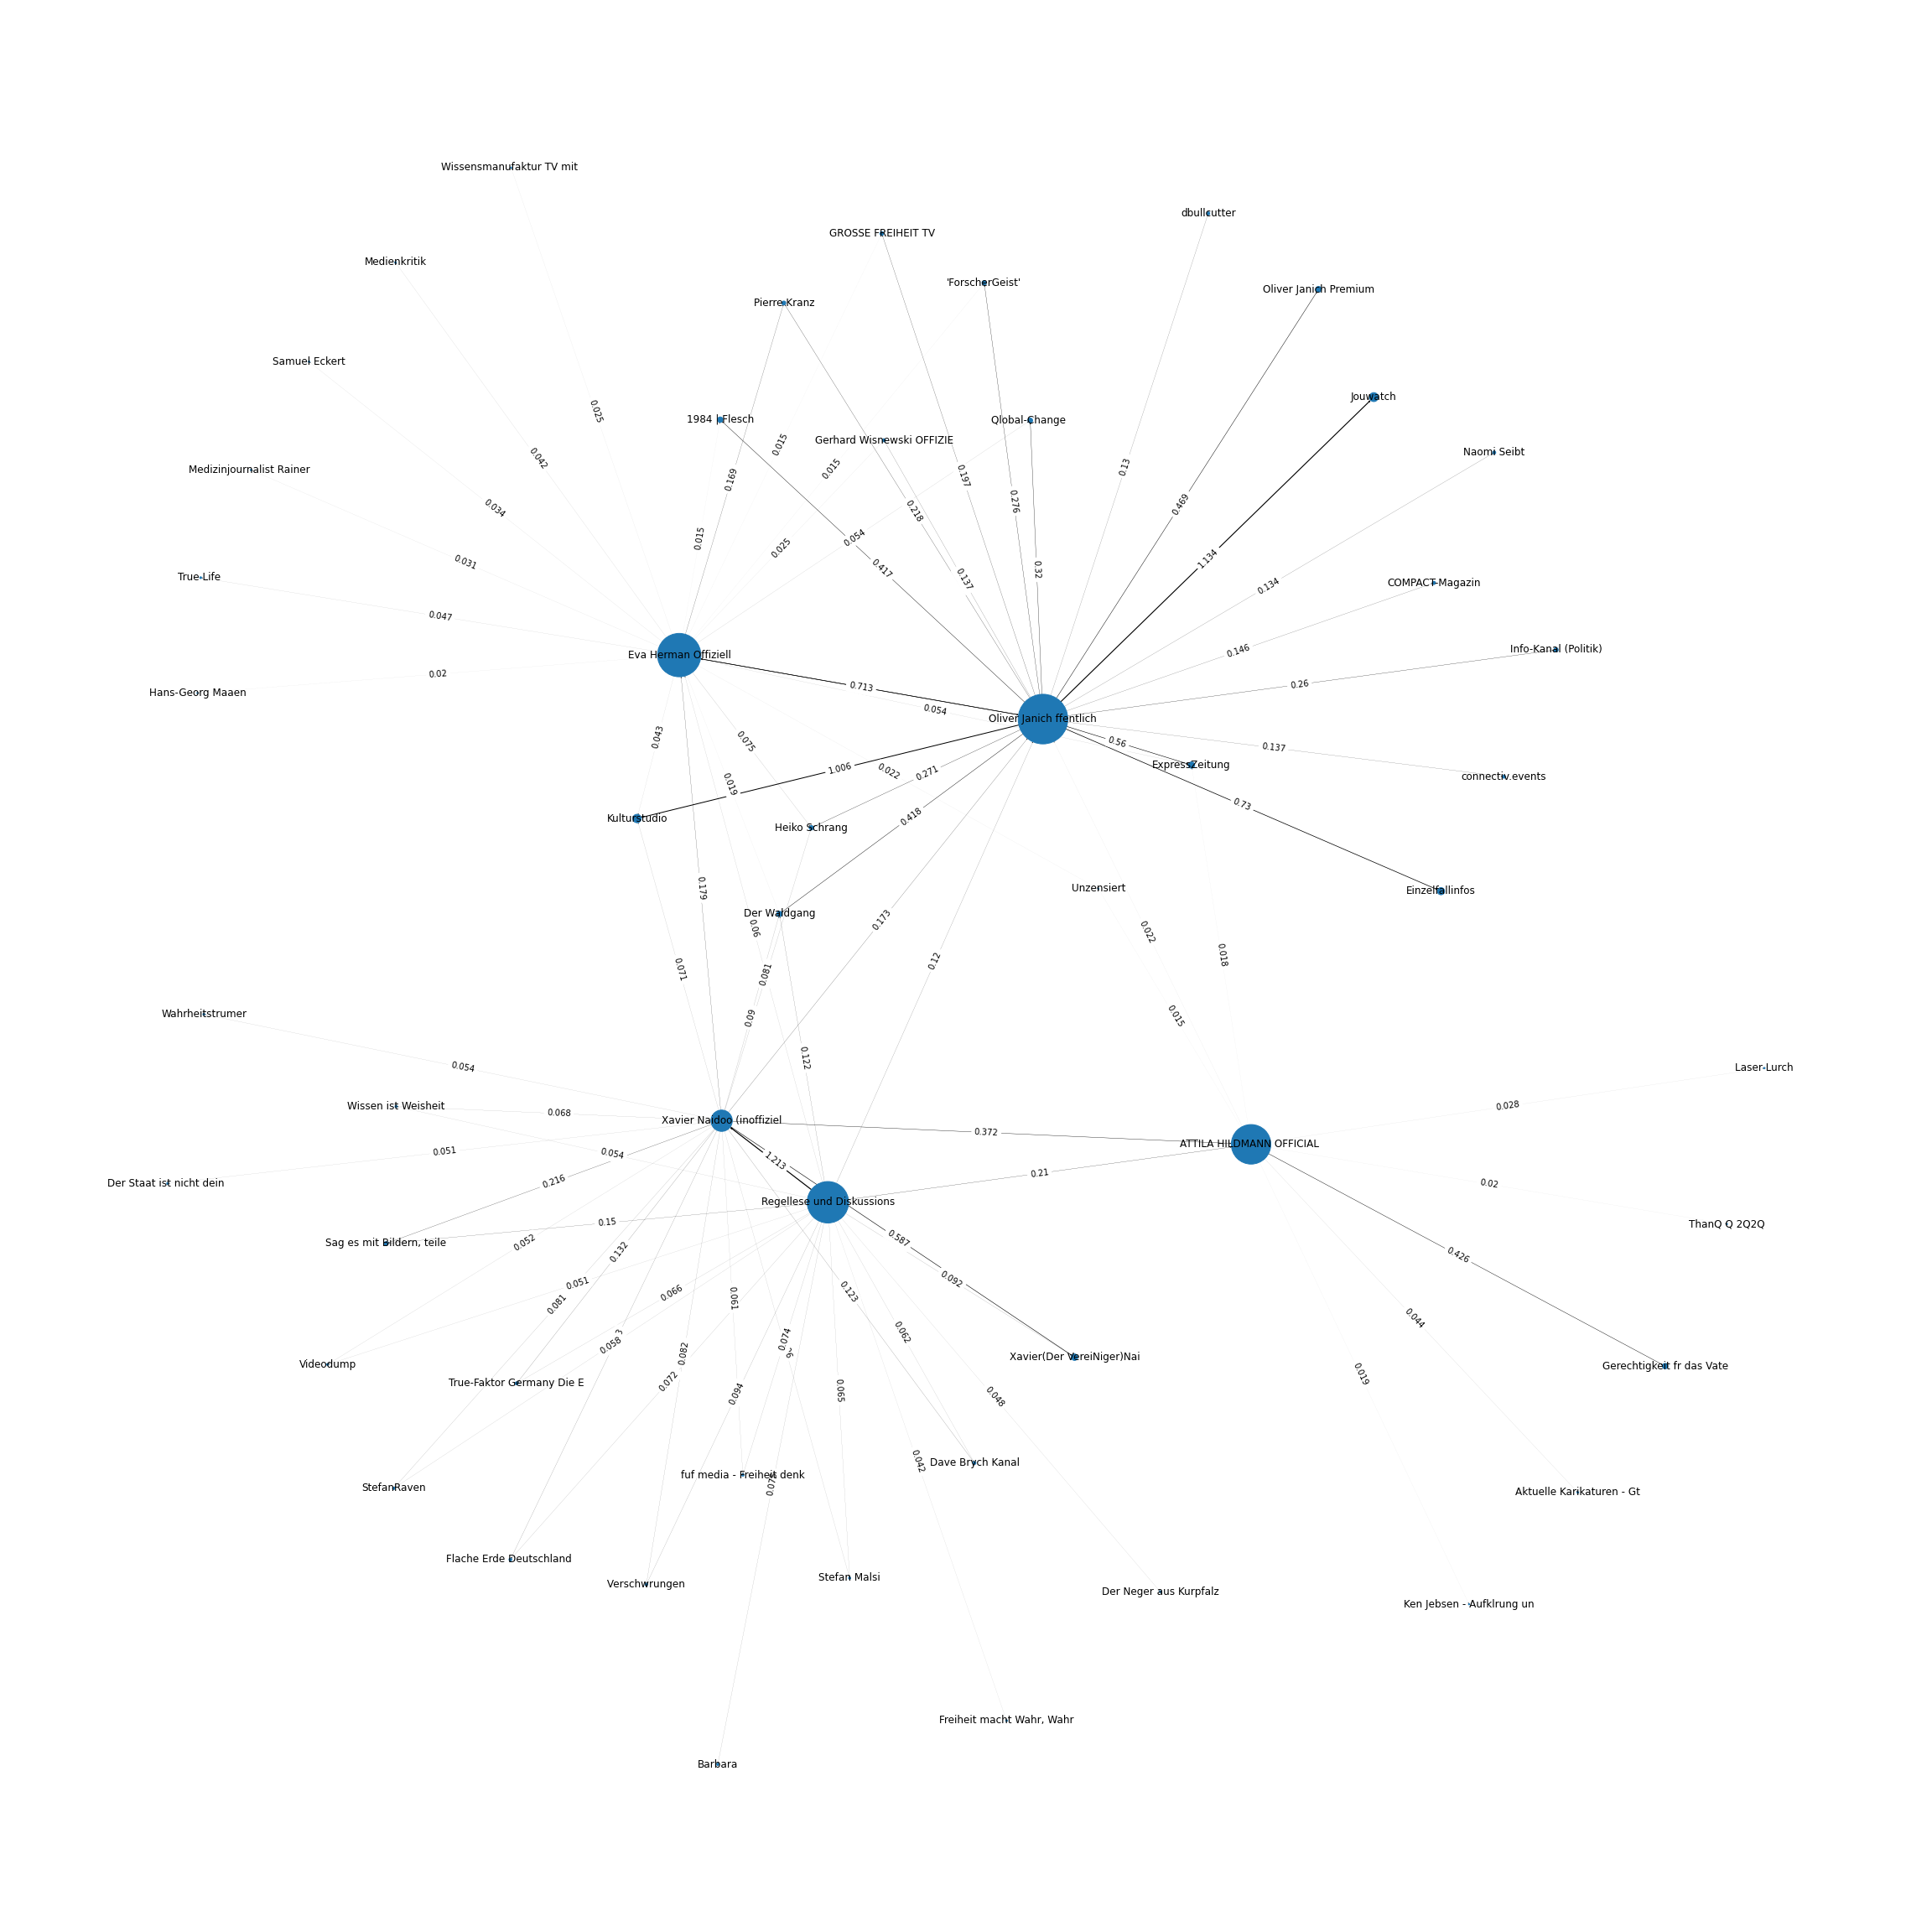 Wissensmanufaktur TV mit
dbullcutter
GROSSE FREIHEIT TV
Medienkritik
'ForscherGeist'
Oliver Janich Premium
Pierre Kranz
Samuel Eckert
Jouwatch
0.025
1984 | Flesch
Qlobal-Change
Gerhard Wisnewski OFFIZIE
0.015
Naomi Seibt
0.042
0.015
0.13
Medizinjournalist Rainer
0.169
0.197
0.276
0.469
0.034
0.218
0.015
0.025
0.054
0.031
1.134
0.417
0.32
0.137
True-Life
0.134
COMPACT-Magazin
0.047
Eva Herman Offiziell
0.146
Info-Kanal (Politik)
0.02
Hans-Georg Maaen
0.713
0.26
0.054
Oliver Janich ffentlich
0.043
0.075
0.56
0.137
ExpressZeitung
1.006
0.271
0.022
connectiv.events
0.019
0.73
Kulturstudio
0.418
Heiko Schrang
Unzensiert
Einzelfallinfos
0.179
Der Waldgang
0.173
0.06
0.022
0.018
0.12
0.071
0.081
Wahrheitstrumer
0.09
0.015
0.122
0.054
Laser-Lurch
Wissen ist Weisheit
0.068
0.028
Xavier Naidoo (inoffiziel
0.372
ATTILA HILDMANN OFFICIAL
0.051
0.054
1.213
0.21
Der Staat ist nicht dein
0.216
0.02
Regellese und Diskussions
0.15
ThanQ Q 2Q2Q
Sag es mit Bildern, teile
0.052
0.132
0.587
0.426
0.051
0.066
0.092
0.123
0.061
0.081
0.044
3
0.058
0.074
0.062
0.082
26
Videodump
Xavier(Der VereiNiger)Nai
Gerechtigkeit fr das Vate
0.019
True-Faktor Germany Die E
0.072
0.094
0.065
0.048
0.042
Dave Brych Kanal
fuf media - Freiheit denk
StefanRaven
Aktuelle Karikaturen - Gt
Flache Erde Deutschland
Stefan Malsi
Verschwrungen
Der Neger aus Kurpfalz
Ken Jebsen - Aufklrung un
Freiheit macht Wahr, Wahr
Barbara